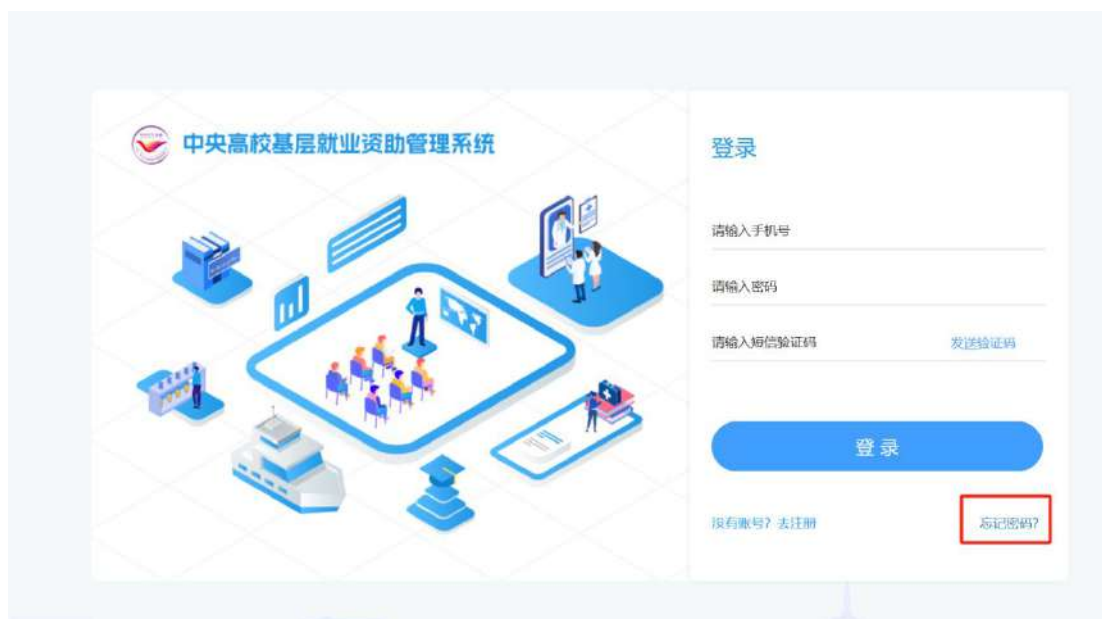 中央高校基层就业资助管理系统
登录
请输入手机号
请输入密码
请输入短信验证码 发送验证码
登 录
没有账号? 去注册 忘记密码?